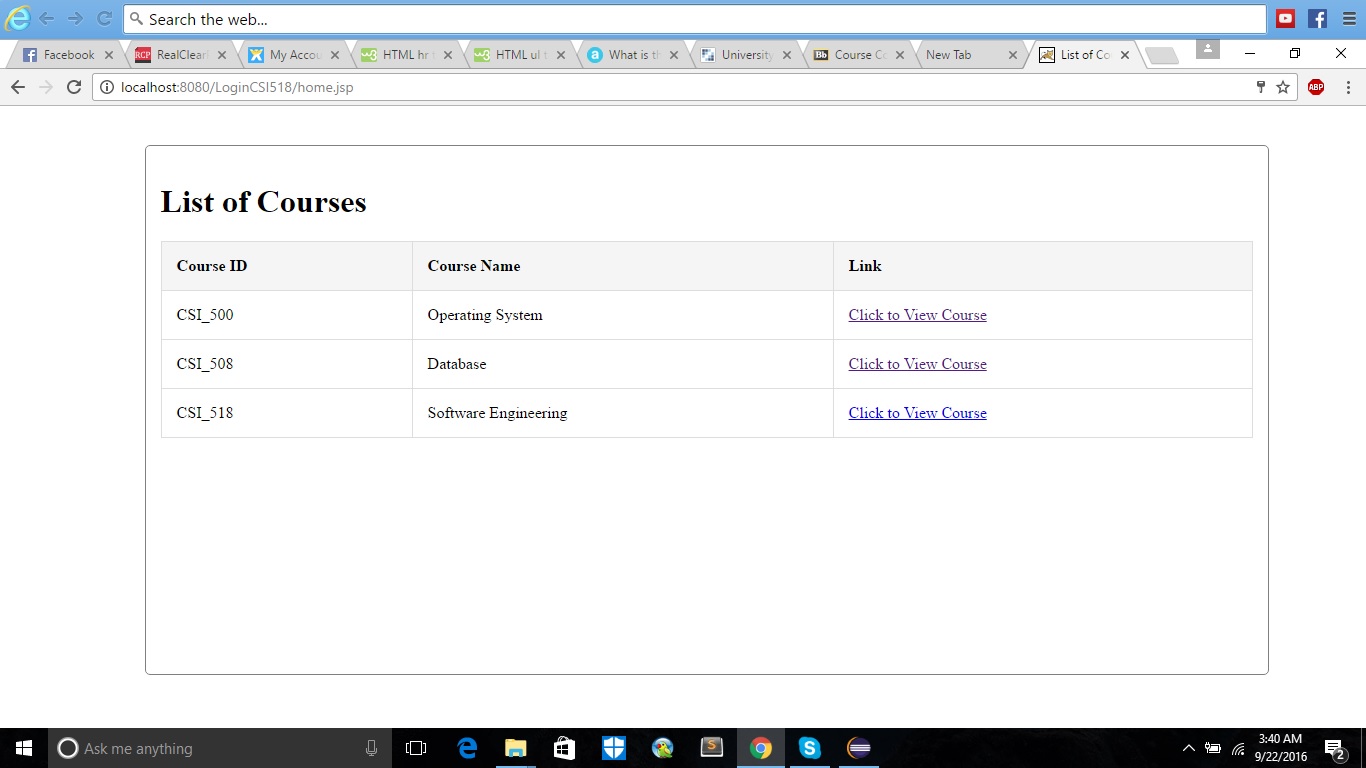 Search the web...
Facebook RCP RealClear My Accou HTML hr HTML ul t What is th University Bb Course Co New Tab List of Co
localhost:8080/LoginCSI518/home.jsp ABP
List of Courses
Course ID Course Name Link
CSI_500 Operating System Click to View Course
CSI_508 Database Click to View Course
CSI_518 Software Engineering Click to View Course
Ask me anything
3:40 AM
9/22/2016 2